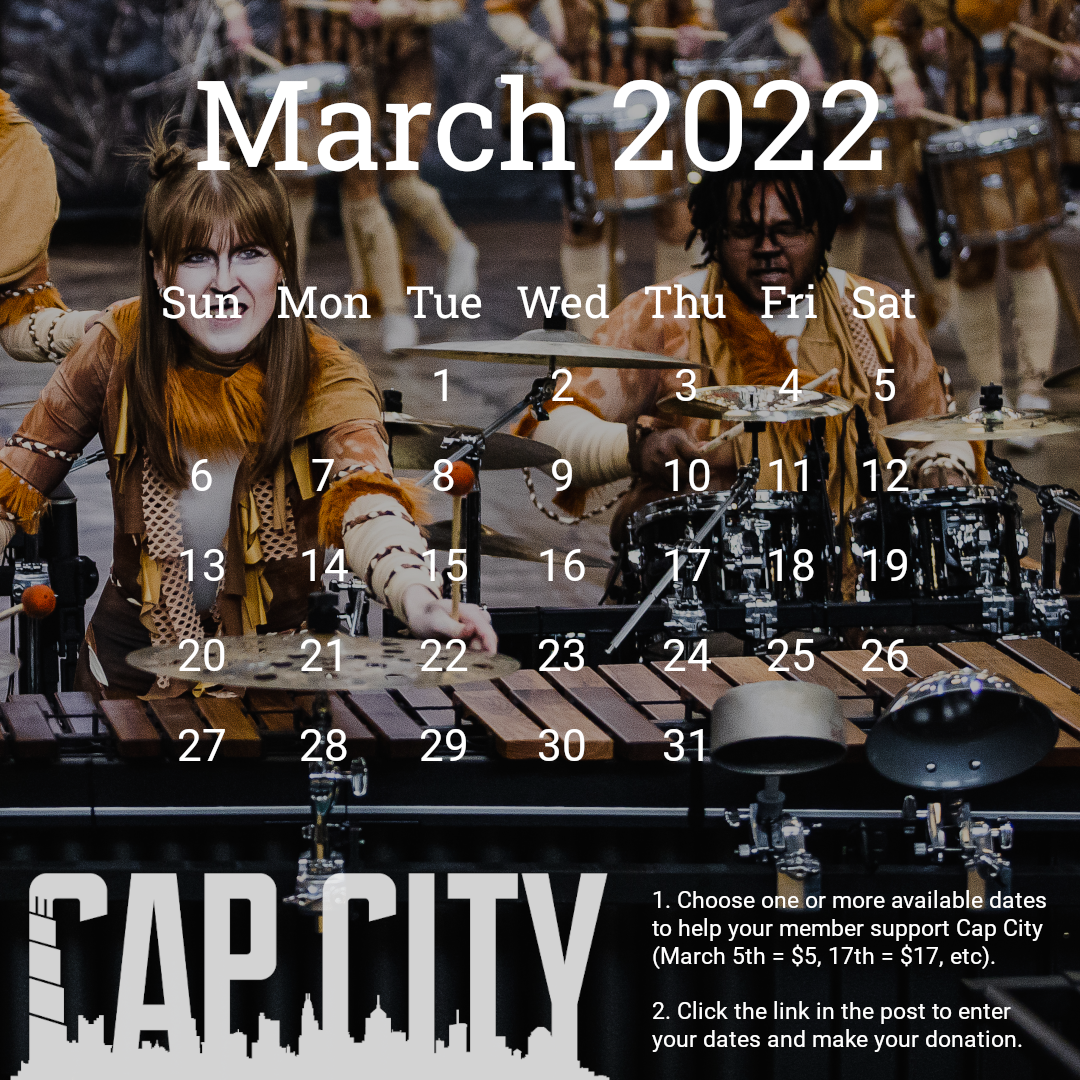 March 2022
Sun Mon Tue Wed Thu Fri Sat
1 2 3 4 5
6 7 8 9 10 11 12
13 14 15 16 17 18 19
20 21 22 23 24 25 26
27 28 29 30 31
CAP CITY
1. Choose one or more available dates
to help your member support Cap City
(March 5th = $5, 17th = $17, etc).
2. Click the link in the post to enter
your dates and make your donation.